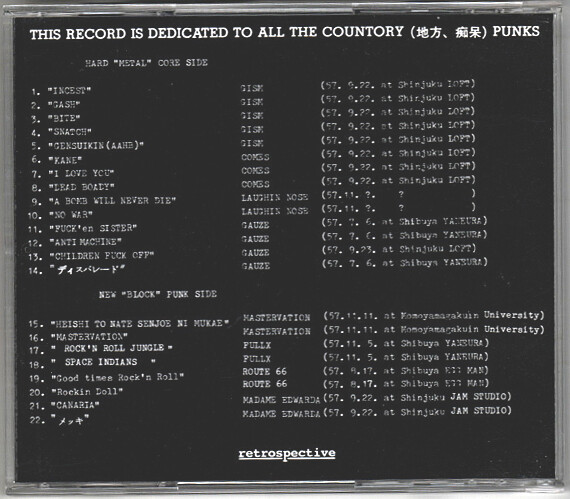 THIS RECORD IS DEDICATED TO ALL THE COUNTORY (地方、痴呆) PUNKS
HARD "METAL" CORE SIDE
1. "INCEST" GISM (57. 9.22. at Shinjuku LOFT)
2. "GASH" GISM (57. 9.22. at Shinjuku LOFT)
3. "BITE" GISM (57. 9.22. at Shinjuku LOFT)
4. "SNATCH" GISM (57. 9.22. at Shinjuku LOFT)
5. "GENSUIKIN(AAHB)" GISM (57. 9.22. at Shinjuku LOFT)
6. "KANE" COMES (57. 9.22. at Shinjuku LOFT)
7. "I LOVE YOU" COMES (57. 9.22. at Shinjuku LOFT)
8. "LEAD BOADY" COMES (57. 9.22. at Shinjuku LOFT)
9. "A BOMB WILL NEVER DIE" LAUGHIN NOSE (57.11. ?. ? )
10. "NO WAR" LAUGHIN NOSE (57.11. ?. ? )
11. "FUCK'en SISTER" GAUZE (57. 7. 6. at Shibuya YANEURA)
12. "ANTI MACHINE" GAUZE (57. 7. 6. at Shibuya YANEURA)
13. "CHILDREN FUCK OFF" GAUZE (57. 9.23. at Shinjuku LOFT)
14. "ディスパレード" GAUZE (57. 7. 6. at Shibuya YANEURA)
NEW "BLOCK" PUNK SIDE
15. "HEISHI TO NATE SENJOE NI MUKAE" MASTERVATION (57.11.11. at Momoyamagakuin University)
16. "MASTERVATION" MASTERVATION (57.11.11. at Momoyamagakuin University)
17. " ROCK'N ROLL JUNGLE " FULLX (57.11. 5. at Shibuya YANEURA)
18. " SPACE INDIANS " FULLX (57.11. 5. at Shibuya YANEURA)
19. "Good times Rock'n Roll" ROUTE 66 (57. 8.17. at Shibuya EGG MAN)
20. "Rockin Doll" ROUTE 66 (57. 8.17. at Shibuya EGG MAN)
21. "CANARIA" MADAME EDWARDA (57. 9.22. at Shinjuku JAM STUDIO)
22. "メッキ" MADAME EDWARDA (57. 9.22. at Shinjuku JAM STUDIO)
retrospective